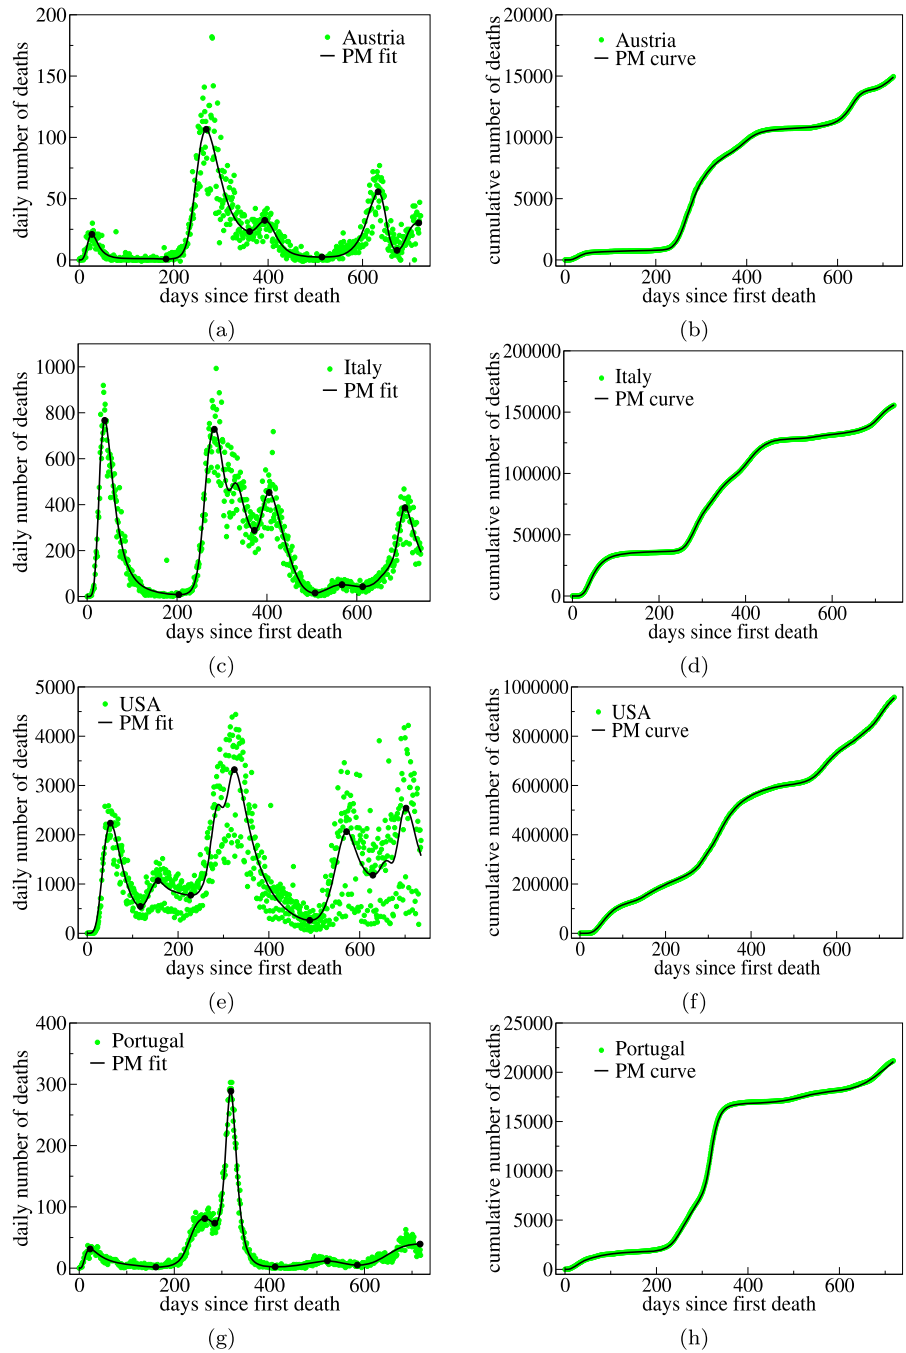 daily number of deaths
200
150
100
50
0
0 200 400 600
days since first death
Austria
PM fit
(a)
cumulative number of deaths
20000
15000
10000
5000
0
0 200 400 600
days since first death
Austria
PM curve
(b)
daily number of deaths
1000
800
600
400
200
0
0 200 400 600
days since first death
Italy
PM fit
(c)
cumulative number of deaths
200000
150000
100000
50000
0
0 200 400 600
days since first death
Italy
PM curve
(d)
daily number of deaths
5000
4000
3000
2000
1000
0
0 200 400 600
days since first death
USA
PM fit
(e)
cumulative number of deaths
1000000
800000
600000
400000
200000
0
0 200 400 600
days since first death
USA
PM curve
(f)
daily number of deaths
400
300
200
100
0
0 200 400 600
days since first death
Portugal
PM fit
(g)
cumulative number of deaths
25000
20000
15000
10000
5000
0
0 200 400 600
days since first death
Portugal
PM curve
(h)